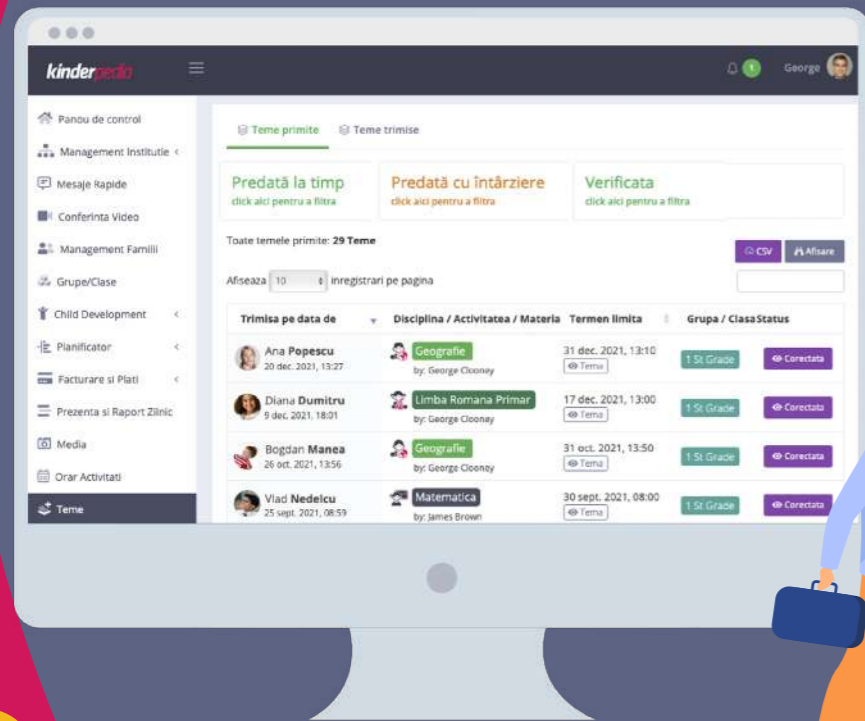 kinderpedia
1
George
Panou de control
Management Institutie
Mesaje Rapide
Conferinta Video
Management Familii
Grupe/Clase
Child Development
Planificator
Facturare si Plati
Prezenta si Raport Zilnic
Media
Orar Activitati
Teme
Teme primite
Teme trimise
Predată la timp
click aici pentru a filtra
Predată cu întârziere
click aici pentru a filtra
Verificata
click aici pentru a filtra
Toate temele primite: 29 Teme
CSV
Afisare
Afiseaza 10 inregistrari pe pagina
Trimisa pe data de Disciplina / Activitatea / Materia Termen limita Grupa / Clasa Status
Ana Popescu Geografie 31 dec. 2021, 13:10 1 St Grade Corectata
20 dec. 2021, 13:27 by: George Clooney Tema
Diana Dumitru Limba Romana Primar 17 dec. 2021, 13:00 1 St Grade Corectata
9 dec. 2021, 18:01 by: George Clooney Tema
Bogdan Manea Geografie 31 oct. 2021, 13:50 1 St Grade Corectata
26 oct. 2021, 13:56 by: George Clooney Tema
Vlad Nedelcu Matematica 30 sept. 2021, 08:00 1 St Grade Corectata
25 sept. 2021, 08:59 by: James Brown Tema